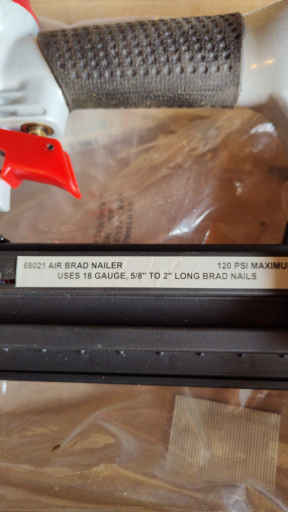 68021 AIR BRAD NAILER 120 PSI MAXIMU
USES 18 GAUGE, 5/8" TO 2" LONG BRAD NAILS